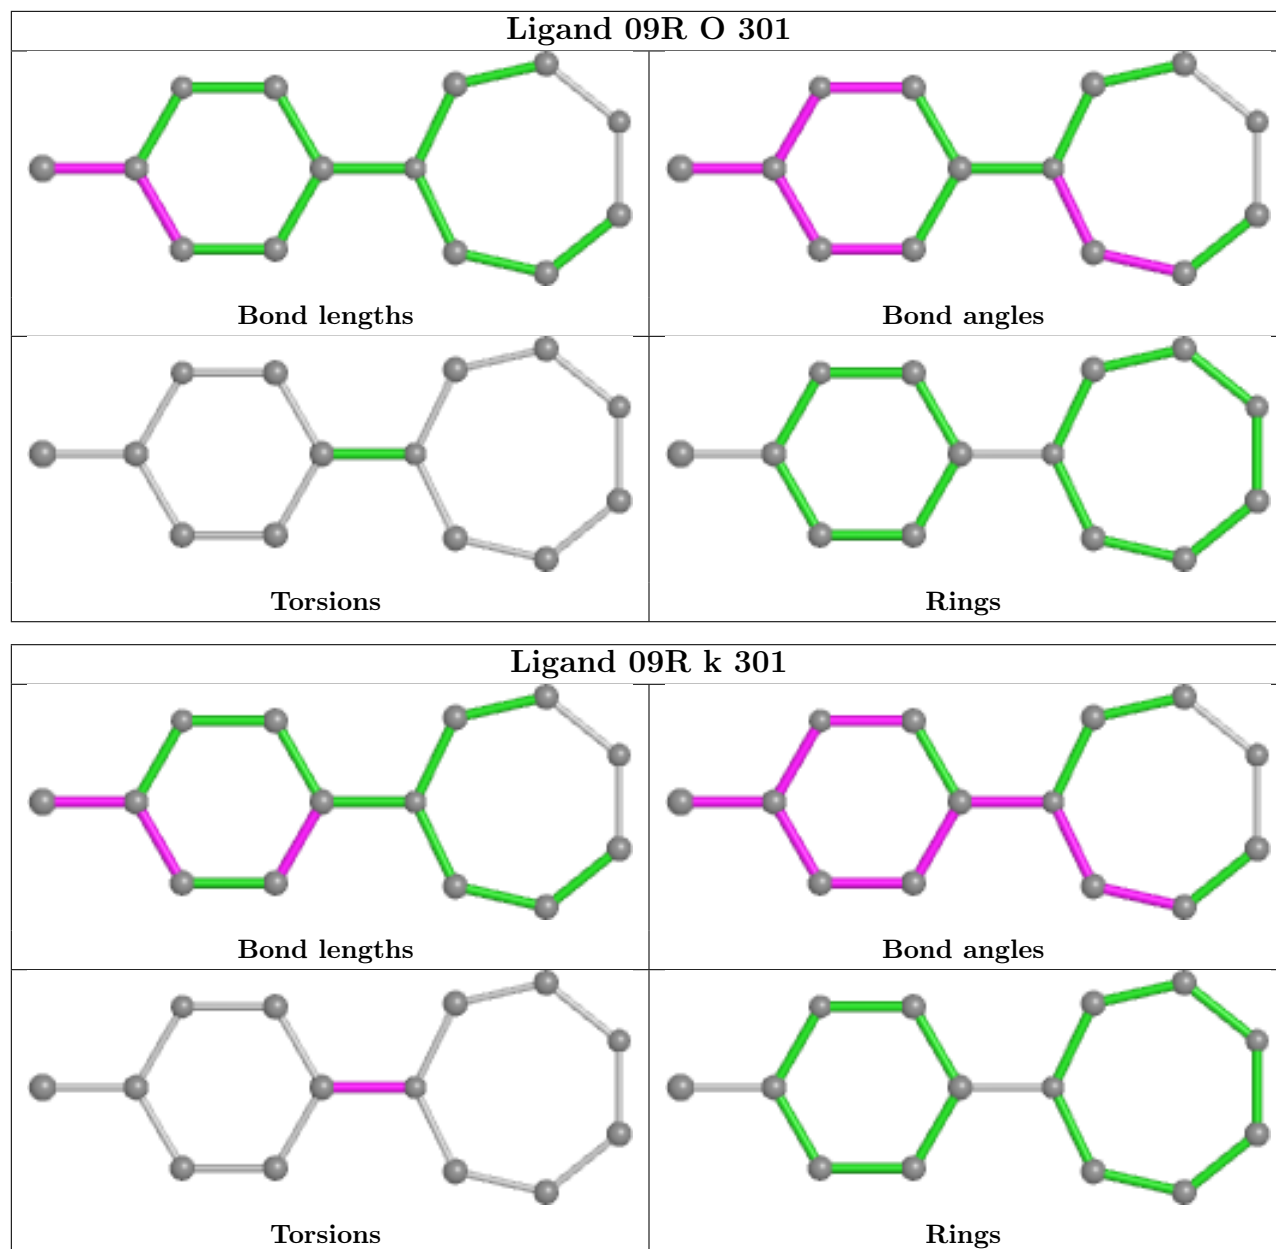 Ligand 09R O 301
Bond lengths
Bond angles
Torsions
Rings
Ligand 09R k 301
Bond lengths
Bond angles
Torsions
Rings